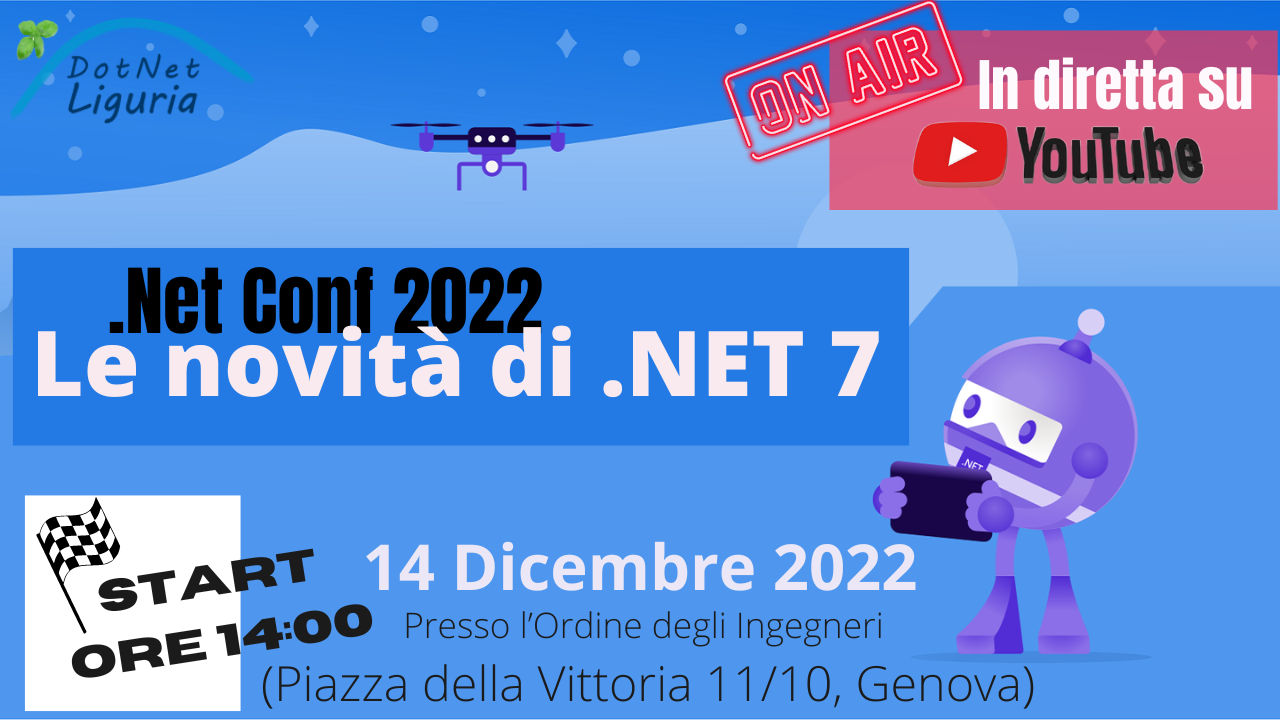 DotNet
Liguria
ON AIR
In diretta su
YouTube
.Net Conf 2022
Le novità di .NET 7
.NET
START
ORE 14:00
14 Dicembre 2022
Presso l’Ordine degli Ingegneri
(Piazza della Vittoria 11/10, Genova)